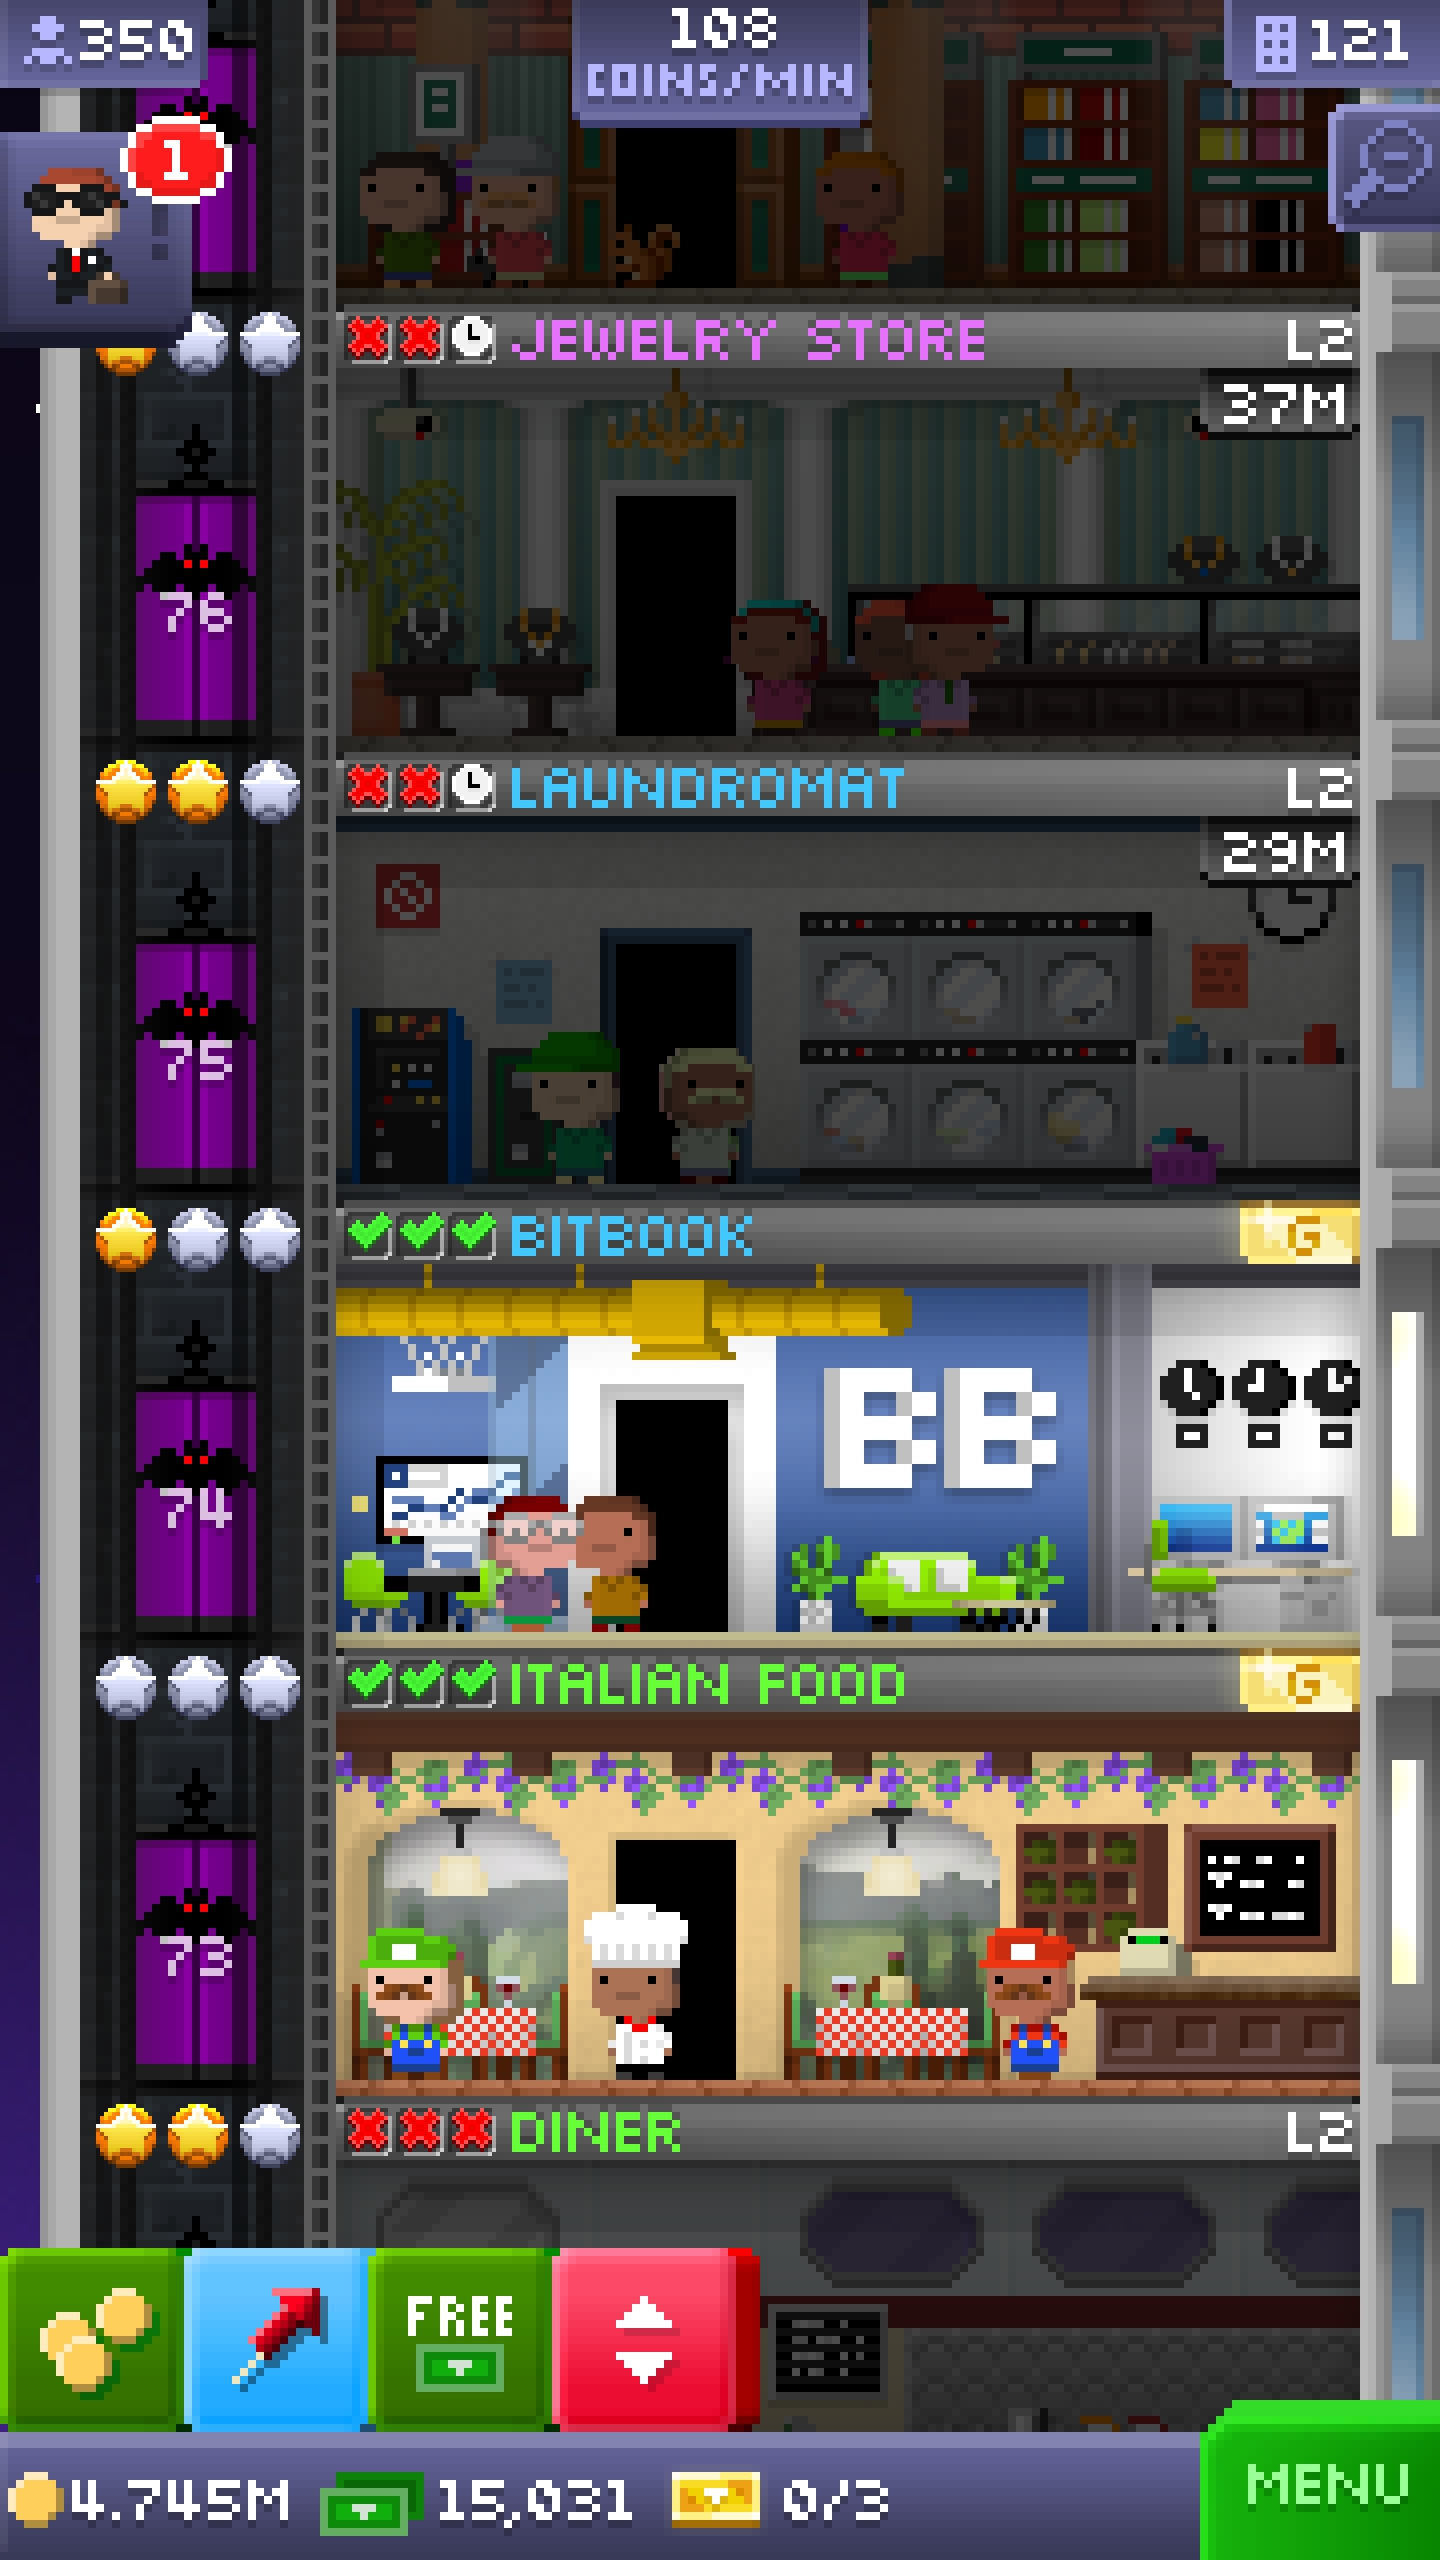 350
108
COINS/MIN
121
1
JEWELRY STORE L2
37M
76
LAUNDROMAT L2
29M
75
BITBOOK G
BB
74
ITALIAN FOOD G
73
DINER L2
FREE
4.745M 15,031 0/3
MENU